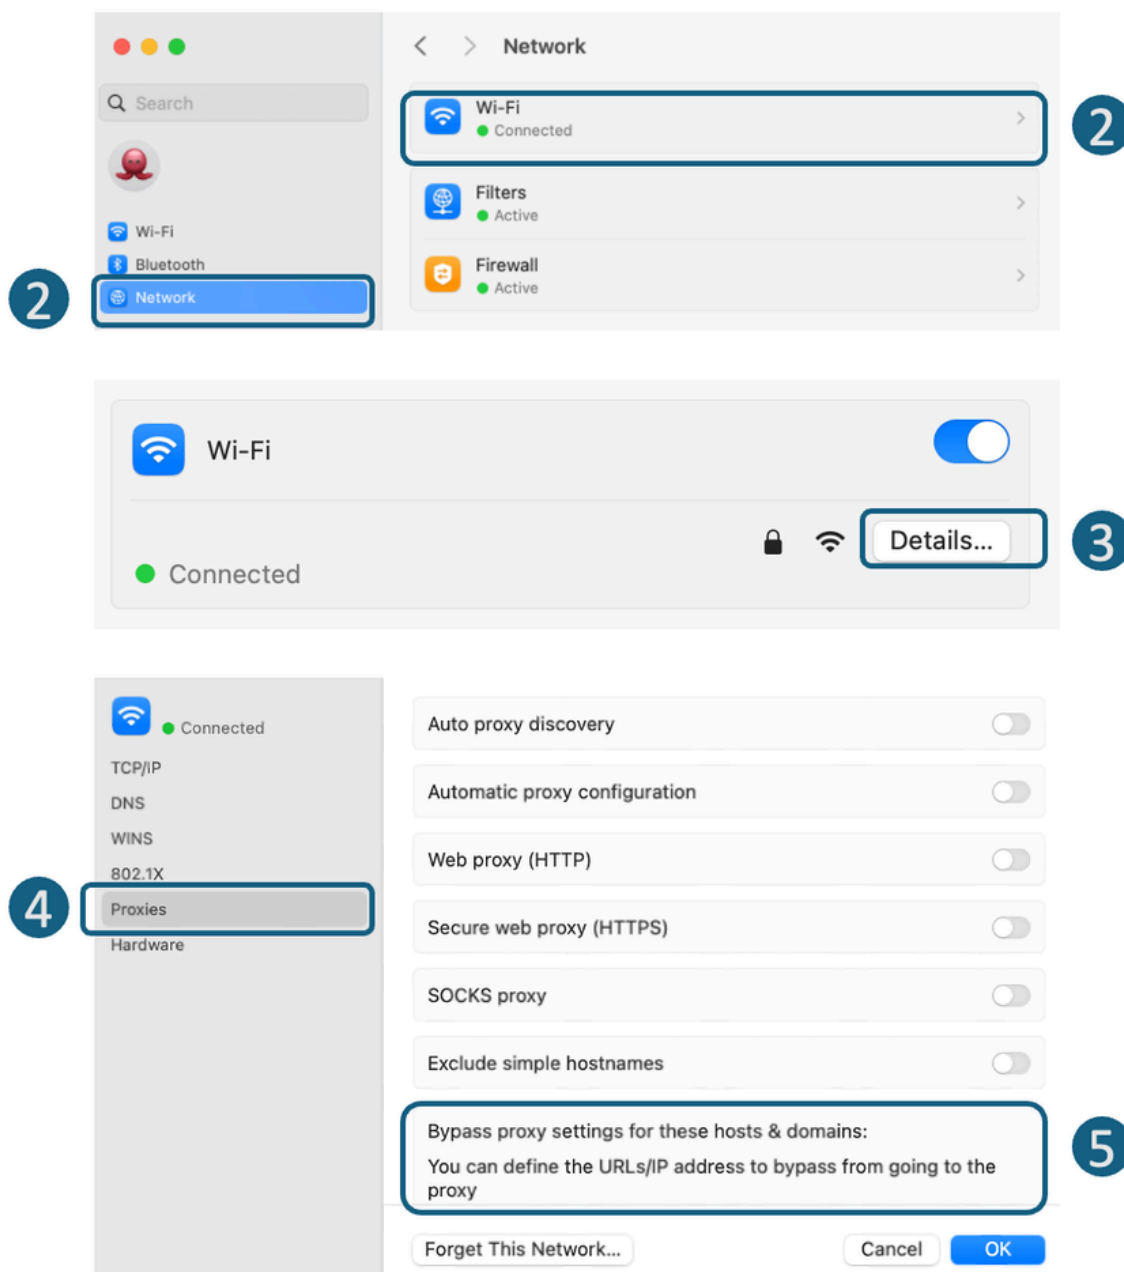 Network
Search
Wi-Fi
Connected
2
Filters
Active
Wi-Fi
Bluetooth
Firewall
Active
2
Network
Wi-Fi
Details...
3
Connected
Connected
TCP/IP
DNS
WINS
802.1X
4
Proxies
Hardware
Auto proxy discovery
Automatic proxy configuration
Web proxy (HTTP)
Secure web proxy (HTTPS)
SOCKS proxy
Exclude simple hostnames
Bypass proxy settings for these hosts & domains:
You can define the URLs/IP address to bypass from going to the
proxy
5
Forget This Network...
Cancel
OK